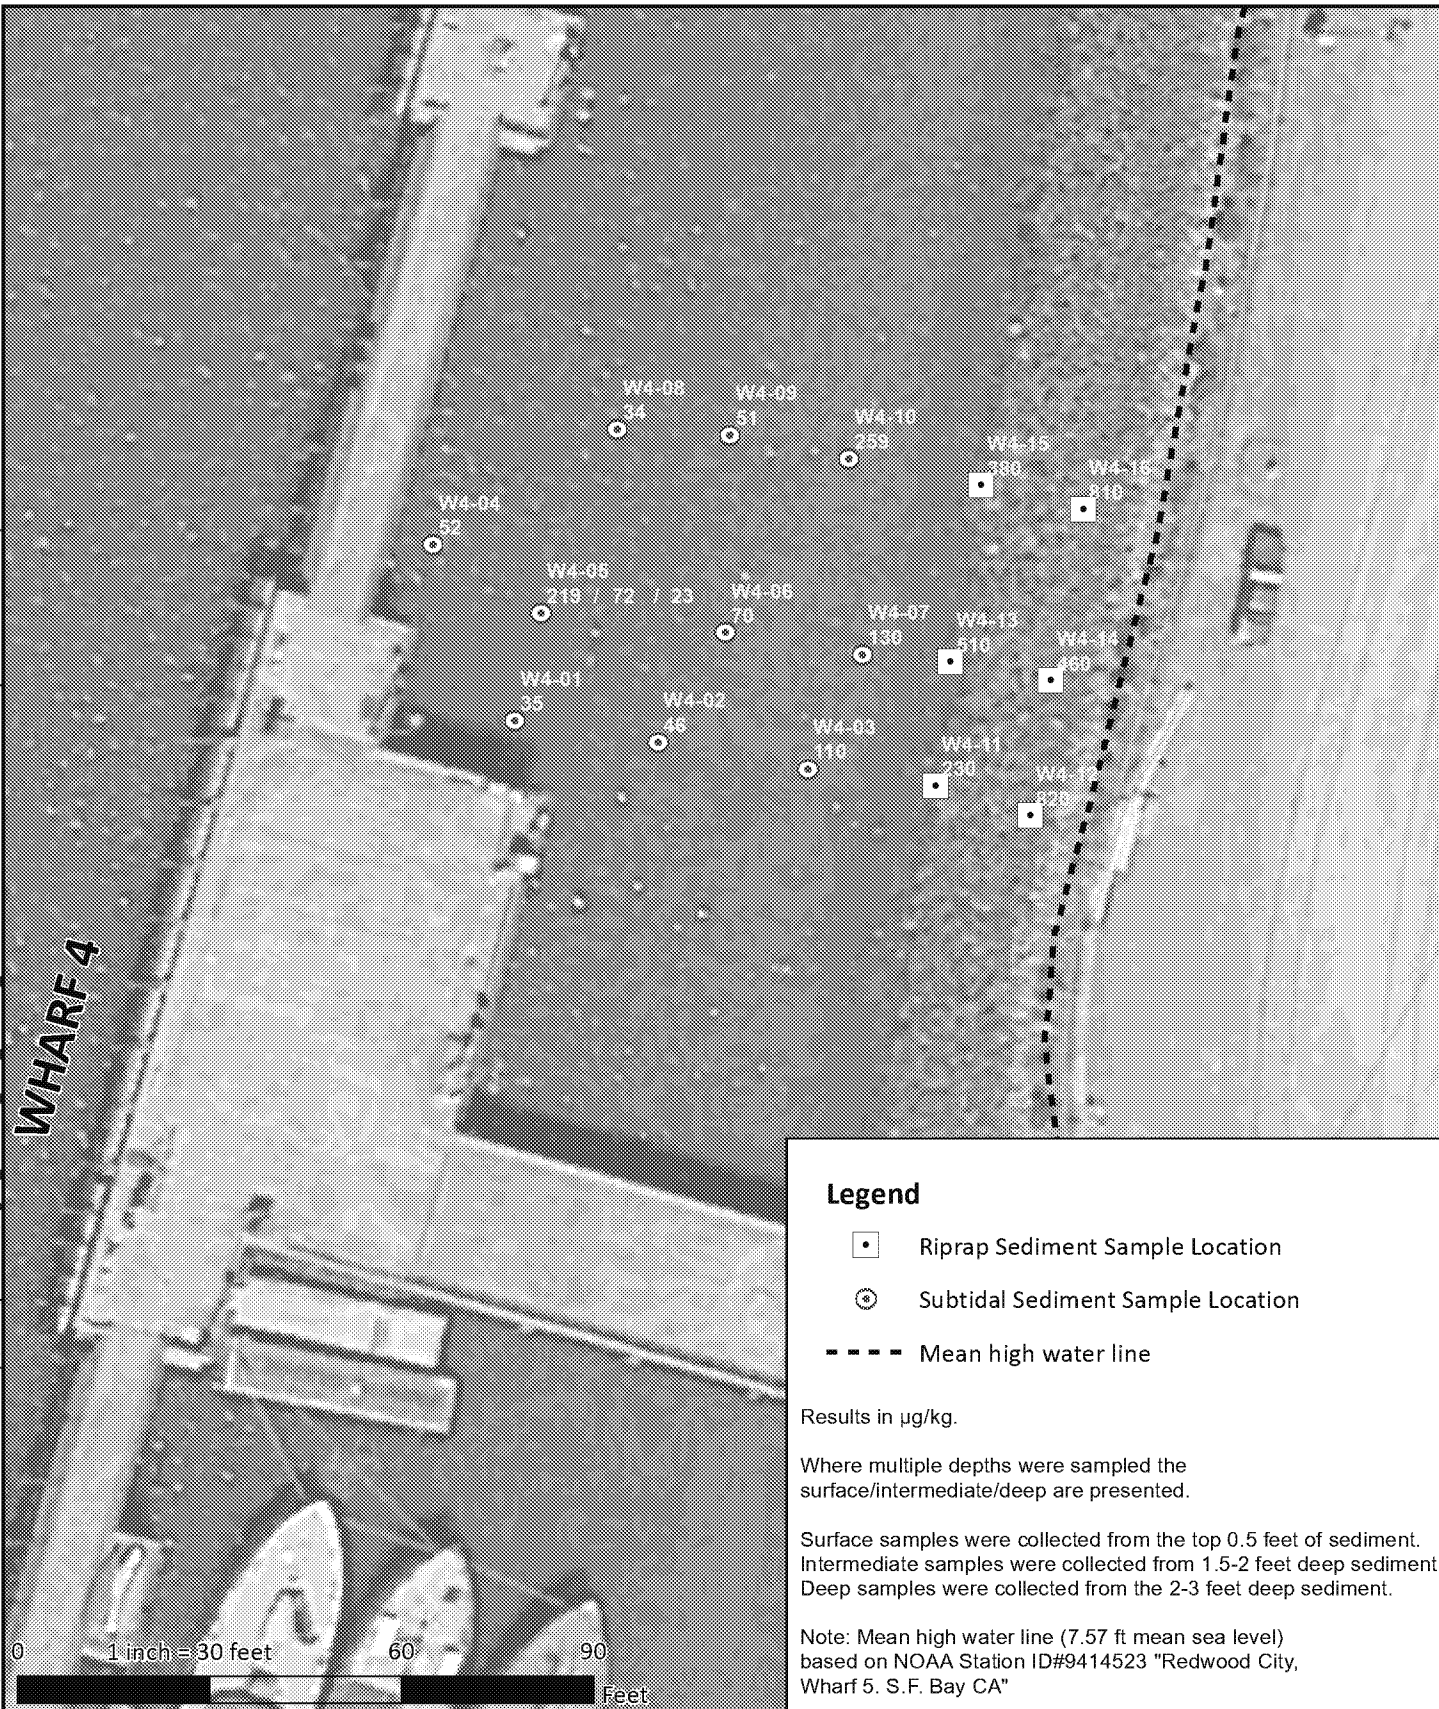 W4-08
34
W4-09
51
W4-10
259
W4-15
380
W4-16
W4-04
52
W4-05
219 / 72 / 23
W4-06
70
W4-07
130
W4-13
510
W4-14
460
W4-01
35
W4-02
W4-03
110
W4-11
230
W4-12
WHARF 4
Legend
Riprap Sediment Sample Location
Subtidal Sediment Sample Location
Mean high water line
Results in µg/kg.
Where multiple depths were sampled the
surface/intermediate/deep are presented.
Surface samples were collected from the top 0.5 feet of sediment.
Intermediate samples were collected from 1.5-2 feet deep sediment
Deep samples were collected from the 2-3 feet deep sediment.
Note: Mean high water line (7.57 ft mean sea level)
based on NOAA Station ID#9414523 "Redwood City,
Wharf 5. S.F. Bay CA"
0 1 inch = 30 feet 60 90
Feet